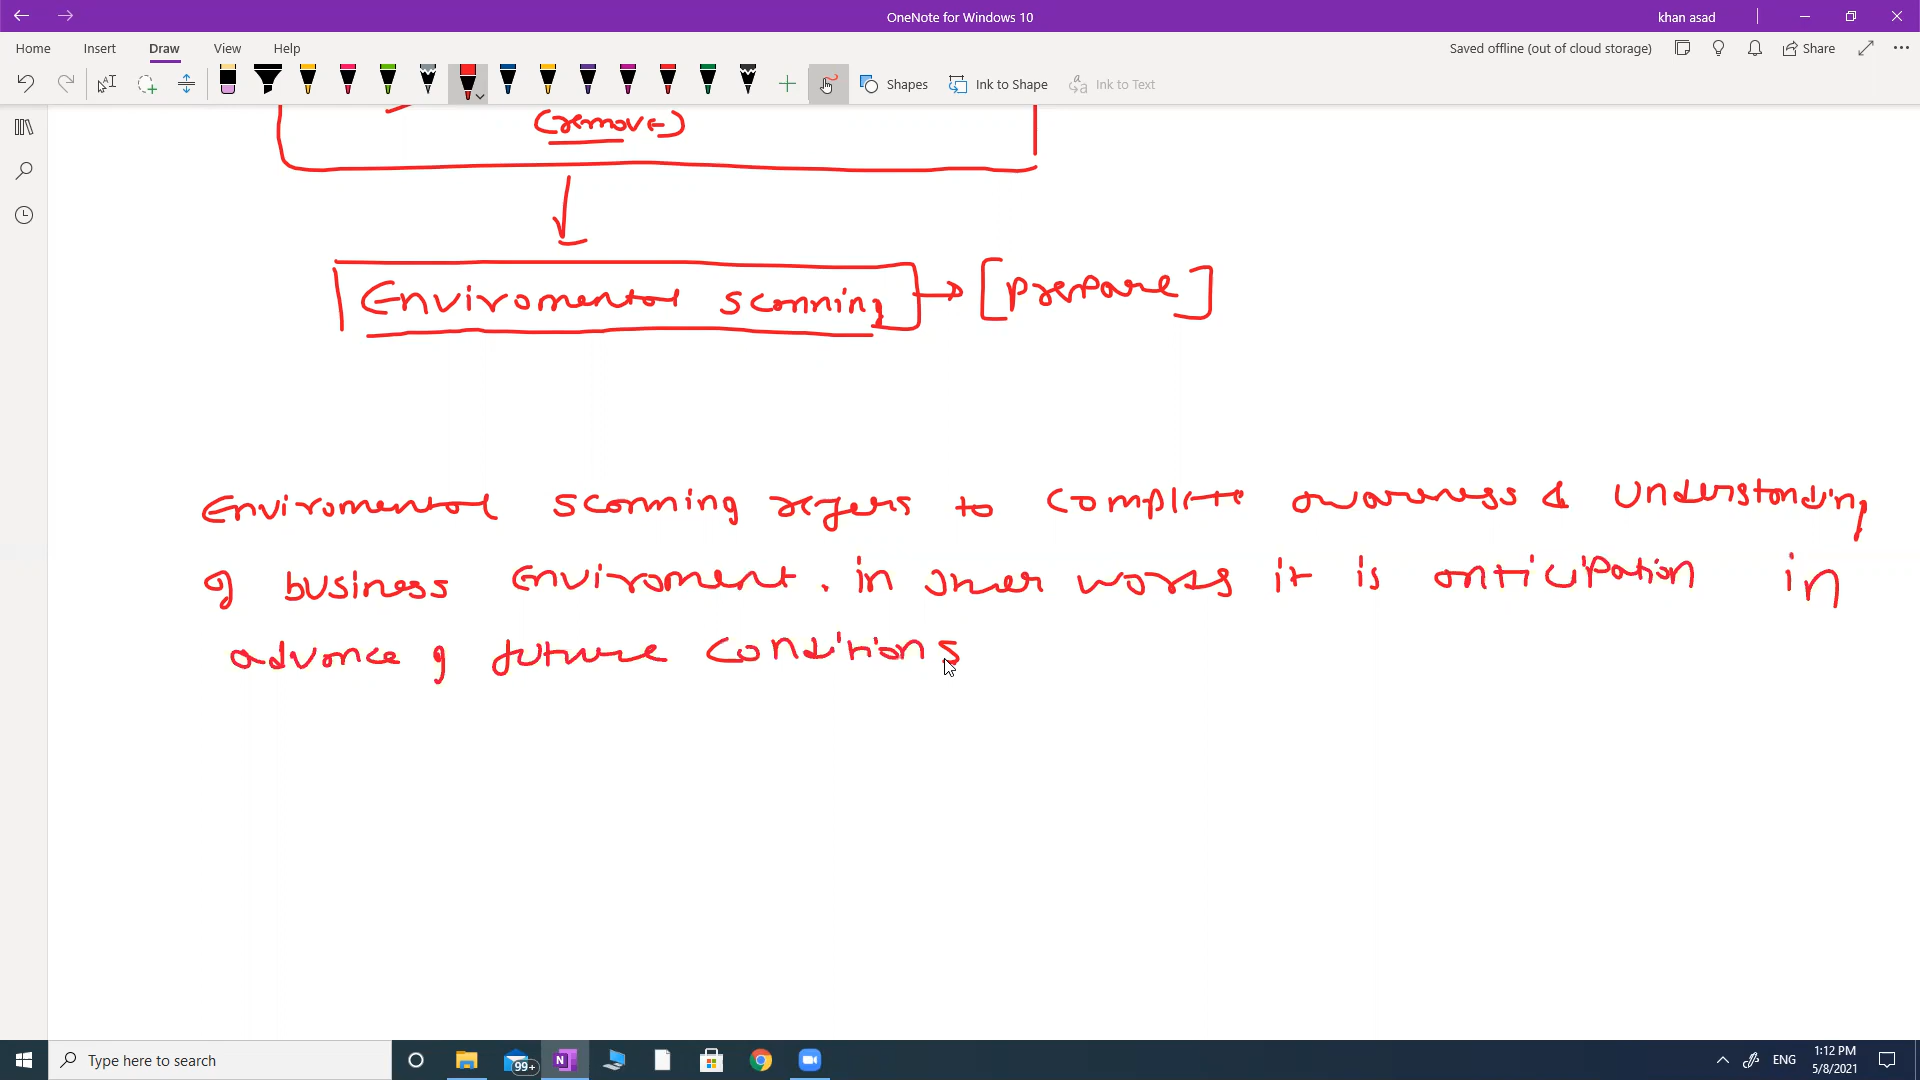 OneNote for Windows 10
khan asad
Home Insert Draw View Help
Saved offline (out of cloud storage)
Share
Shapes
Ink to Shape
Ink to Text
(remove)
Enviromental scanning → [prepare]
Enviromental scanning refers to complete awareness & understanding
of business enviroment. in other words it is anticipation in
advance of future conditions
Type here to search
99+
ENG
1:12 PM
5/8/2021